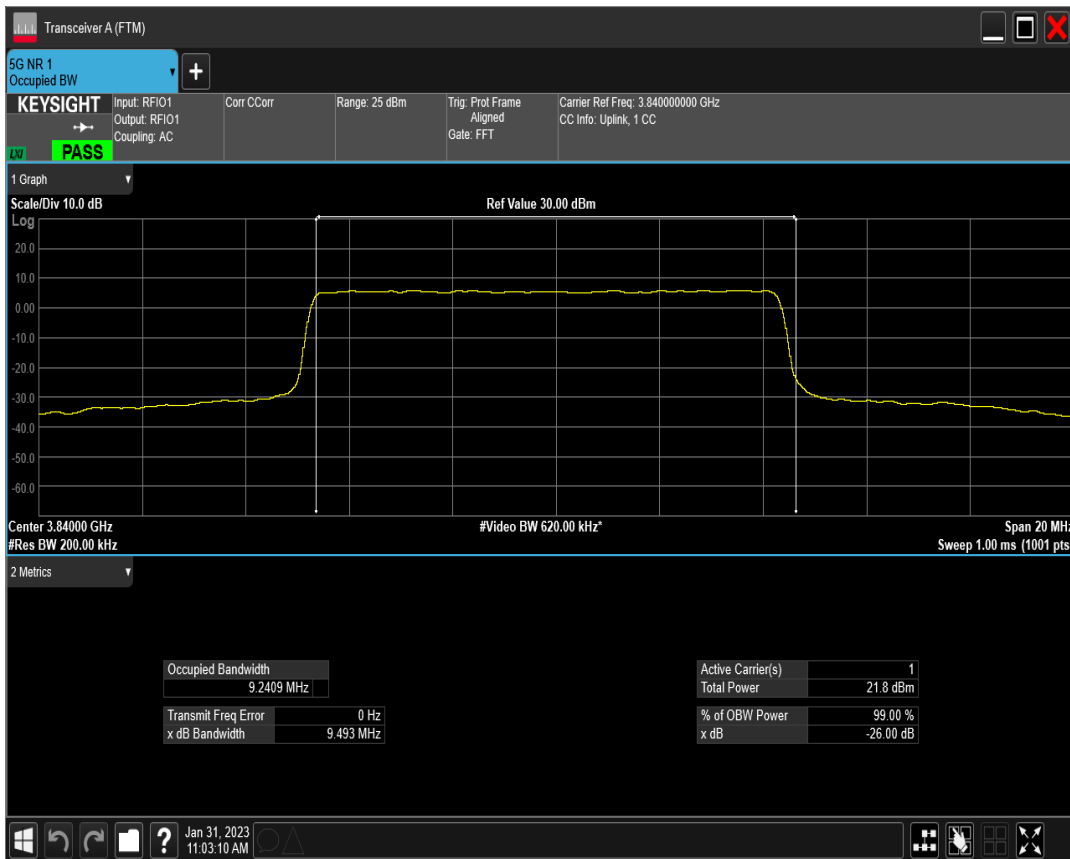 Transceiver A (FTM)
5G NR 1
Occupied BW
+
KEYSIGHT
LXI
PASS
Input: RFIO1
Output: RFIO1
Coupling: AC
Corr CCorr
Range: 25 dBm
Trig: Prot Frame
Aligned
Gate: FFT
Carrier Ref Freq: 3.840000000 GHz
CC Info: Uplink, 1 CC
1 Graph
Scale/Div 10.0 dB
Ref Value 30.00 dBm
Log
20.0
10.0
0.00
-10.0
-20.0
-30.0
-40.0
-50.0
-60.0
Center 3.84000 GHz
#Video BW 620.00 kHz*
Span 20 MHz
#Res BW 200.00 kHz
Sweep 1.00 ms (1001 pts
2 Metrics
Occupied Bandwidth
9.2409 MHz
Transmit Freq Error 0 Hz
x dB Bandwidth 9.493 MHz
Active Carrier(s) 1
Total Power 21.8 dBm
% of OBW Power 99.00 %
x dB -26.00 dB
?
Jan 31, 2023
11:03:10 AM